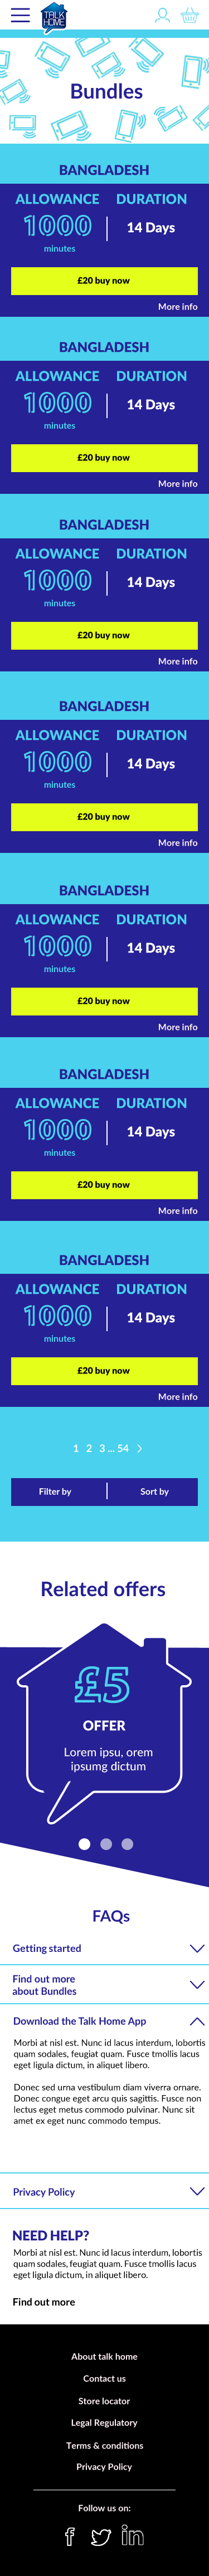 TALK
HOME
Bundles
BANGLADESH
ALLOWANCE DURATION
1000 14 Days
minutes
£20 buy now
More info
BANGLADESH
ALLOWANCE DURATION
1000 14 Days
minutes
£20 buy now
More info
BANGLADESH
ALLOWANCE DURATION
1000 14 Days
minutes
£20 buy now
More info
BANGLADESH
ALLOWANCE DURATION
1000 14 Days
minutes
£20 buy now
More info
BANGLADESH
ALLOWANCE DURATION
1000 14 Days
minutes
£20 buy now
More info
BANGLADESH
ALLOWANCE DURATION
1000 14 Days
minutes
£20 buy now
More info
BANGLADESH
ALLOWANCE DURATION
1000 14 Days
minutes
£20 buy now
More info
1 2 3 ... 54
Filter by Sort by
Related offers
£5
OFFER
Lorem ipsu, orem
ipsumg dictum
FAQs
Getting started
Find out more
about Bundles
Download the Talk Home App
Morbi at nisl est. Nunc id lacus interdum, lobortis
quam sodales, feugiat quam. Fusce mollis lacus
eget ligula dictum, in aliquet libero.
Donec sed urna vestibulum diam viverra ornare.
Donec congue eget arcu quis sagittis. Fusce non
lectus eget metus commodo pulvinar. Nunc sit
amet ex eget nunc commodo tempus.
Privacy Policy
NEED HELP?
Morbi at nisl est. Nunc id lacus interdum, lobortis
quam sodales, feugiat quam. Fusce tmollis lacus
eget ligula dictum, in aliquet libero.
Find out more
About talk home
Contact us
Store locator
Legal Regulatory
Terms & conditions
Privacy Policy
Follow us on: